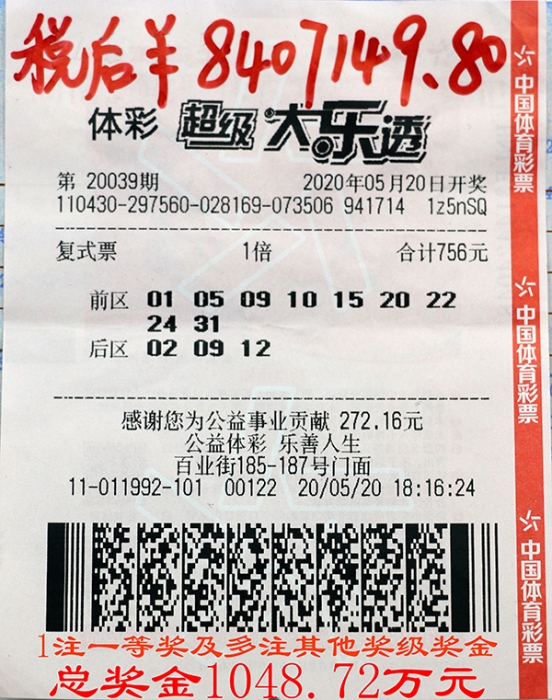 税后¥8407149.80
体彩 超级大乐透
第 20039期 2020年05月20日开奖
110430-297560-028169-073506 941714 1z5nSQ
复式票 1倍 合计756元
前区 01 05 09 10 15 20 22
24 31
后区 02 09 12
感谢您为公益事业贡献 272.16元
公益体彩 乐善人生
百业街185-187号门面
11-011992-101 00122 20/05/20 18:16:24
1注一等奖及多注其他奖级奖金
总奖金1048.72万元
中国体育彩票
中国体育彩票
中国体育彩票